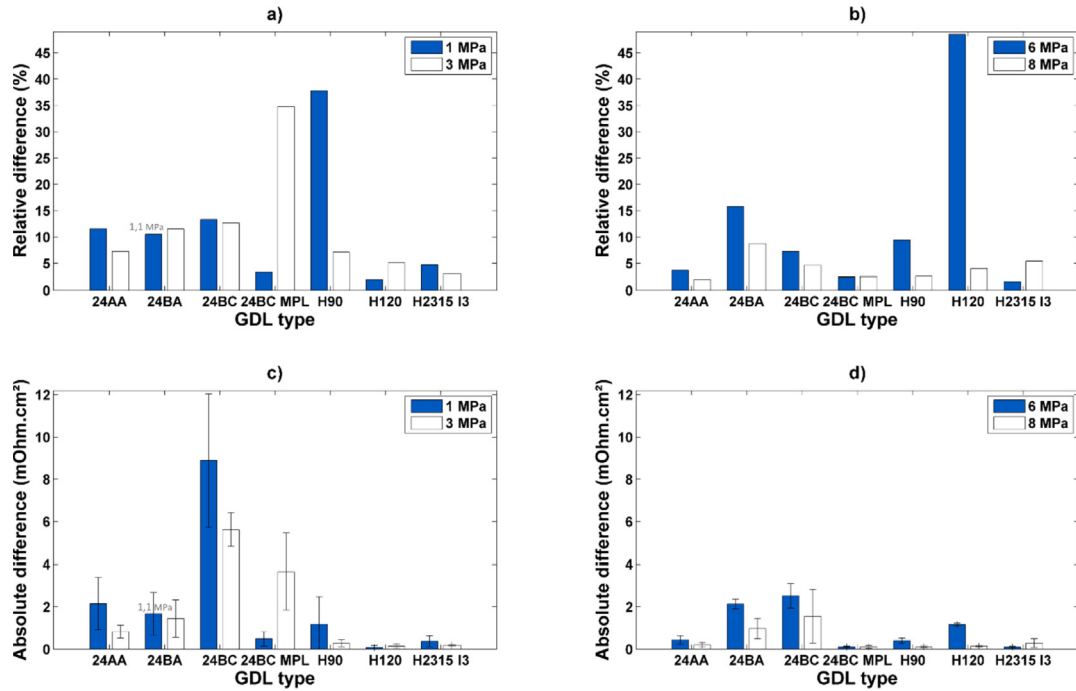 a)
Relative difference (%)
45
40
35
30
25
20
15
10
5
0
1 MPa
3 MPa
1,1 MPa
24AA 24BA 24BC 24BC MPL H90 H120 H2315 I3
GDL type
b)
Relative difference (%)
45
40
35
30
25
20
15
10
5
0
6 MPa
8 MPa
24AA 24BA 24BC 24BC MPL H90 H120 H2315 I3
GDL type
c)
Absolute difference (mOhm.cm²)
12
10
8
6
4
2
0
1 MPa
3 MPa
1,1 MPa
24AA 24BA 24BC 24BC MPL H90 H120 H2315 I3
GDL type
d)
Absolute difference (mOhm.cm²)
12
10
8
6
4
2
0
6 MPa
8 MPa
24AA 24BA 24BC 24BC MPL H90 H120 H2315 I3
GDL type